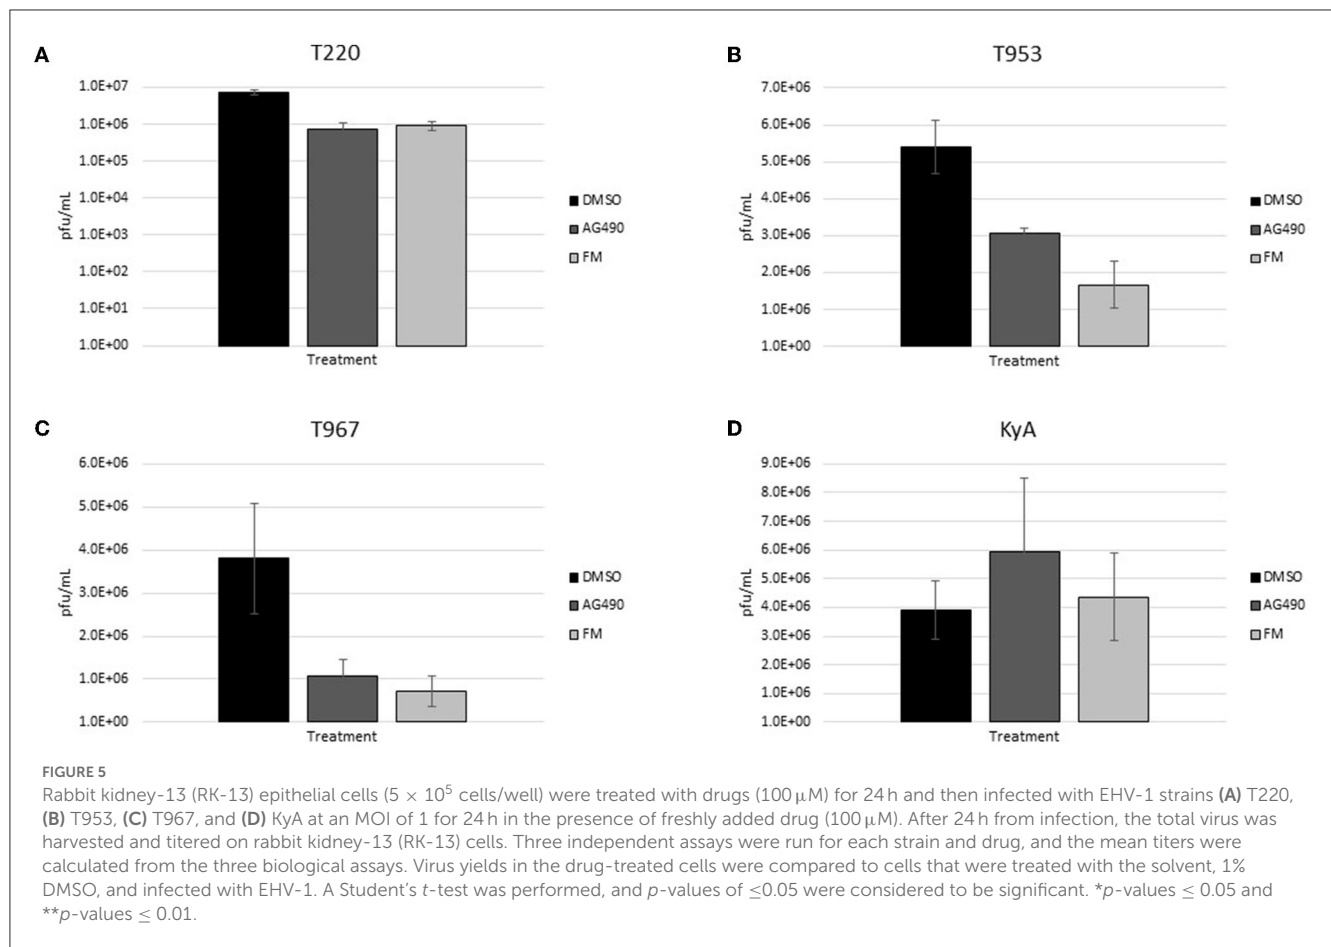 A
T220
1.0E+07
1.0E+06
1.0E+05
1.0E+04
1.0E+03
1.0E+02
1.0E+01
1.0E+00
pfu/mL
Treatment
DMSO
AG490
FM
B
T953
7.0E+06
6.0E+06
5.0E+06
4.0E+06
3.0E+06
2.0E+06
1.0E+06
1.0E+00
pfu/mL
Treatment
DMSO
AG490
FM
C
T967
6.0E+06
5.0E+06
4.0E+06
3.0E+06
2.0E+06
1.0E+06
1.0E+00
pfu/mL
Treatment
DMSO
AG490
FM
D
KyA
9.0E+06
8.0E+06
7.0E+06
6.0E+06
5.0E+06
4.0E+06
3.0E+06
2.0E+06
1.0E+06
1.0E+00
pfu/mL
Treatment
DMSO
AG490
FM
FIGURE 5
Rabbit kidney-13 (RK-13) epithelial cells (5 × 10⁵ cells/well) were treated with drugs (100 μM) for 24 h and then infected with EHV-1 strains (A) T220,
(B) T953, (C) T967, and (D) KyA at an MOI of 1 for 24 h in the presence of freshly added drug (100 μM). After 24 h from infection, the total virus was
harvested and titered on rabbit kidney-13 (RK-13) cells. Three independent assays were run for each strain and drug, and the mean titers were
calculated from the three biological assays. Virus yields in the drug-treated cells were compared to cells that were treated with the solvent, 1%
DMSO, and infected with EHV-1. A Student's t-test was performed, and p-values of ≤0.05 were considered to be significant. *p-values ≤ 0.05 and
**p-values ≤ 0.01.